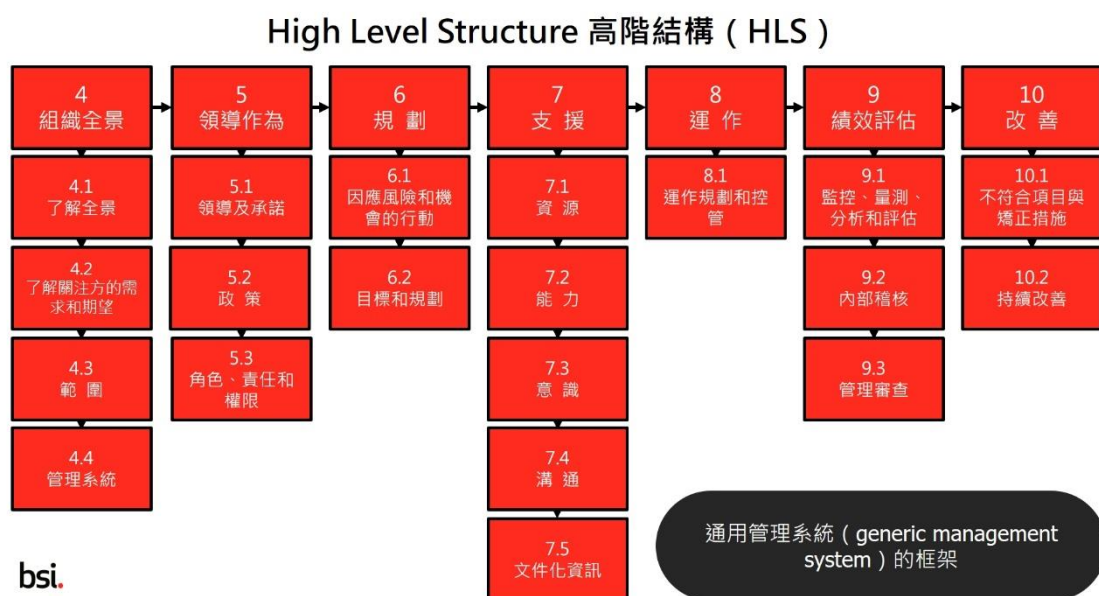 High Level Structure 高階結構（HLS）
4
組織全景
4.1
了解全景
4.2
了解關注方的需
求和期望
4.3
範 圍
4.4
管理系統
5
領導作為
5.1
領導及承諾
5.2
政 策
5.3
角色、責任和
權限
6
規 劃
6.1
因應風險和機
會的行動
6.2
目標和規劃
7
支 援
7.1
資 源
7.2
能 力
7.3
意 識
7.4
溝 通
7.5
文件化資訊
8
運 作
8.1
運作規劃和控
管
9
績效評估
9.1
監控、量測、
分析和評估
9.2
內部稽核
9.3
管理審查
10
改 善
10.1
不符合項目與
矯正措施
10.2
持續改善
通用管理系統（generic management
system）的框架
bsi.